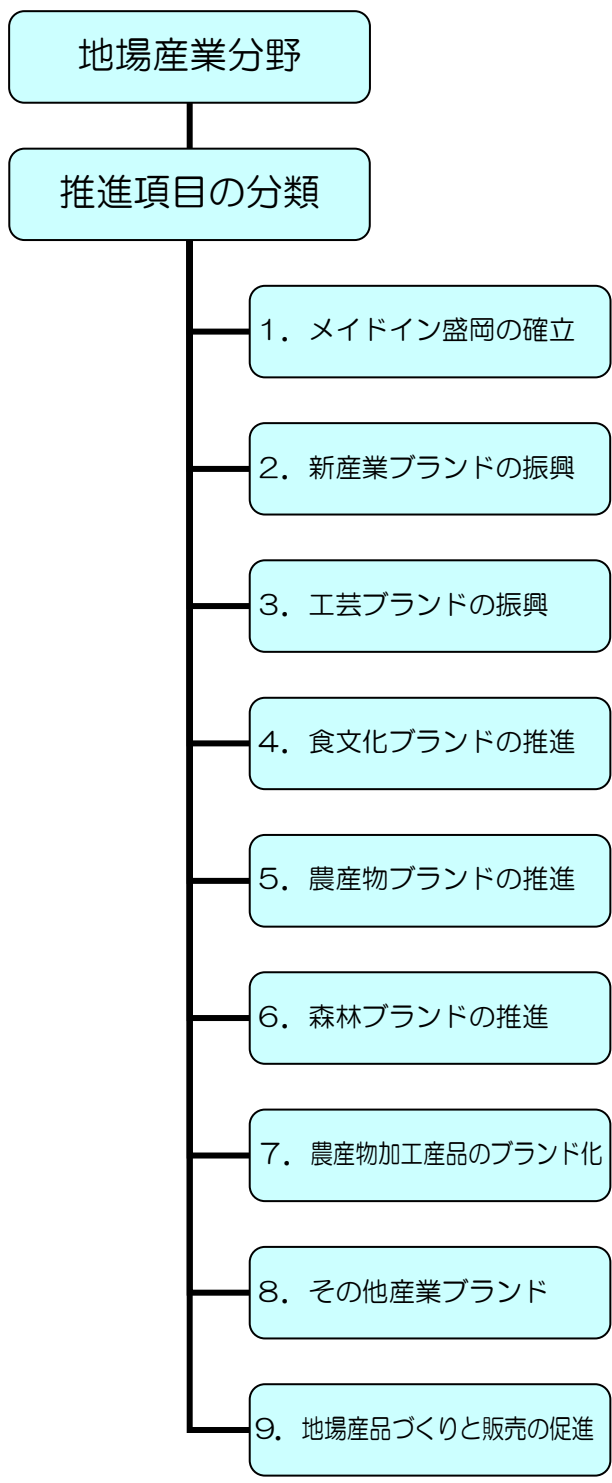 地場産業分野
推進項目の分類
１．メイドイン盛岡の確立
２．新産業ブランドの振興
３．工芸ブランドの振興
４．食文化ブランドの推進
５．農産物ブランドの推進
６．森林ブランドの推進
７．農産物加工産品のブランド化
８．その他産業ブランド
９．地場産品づくりと販売の促進